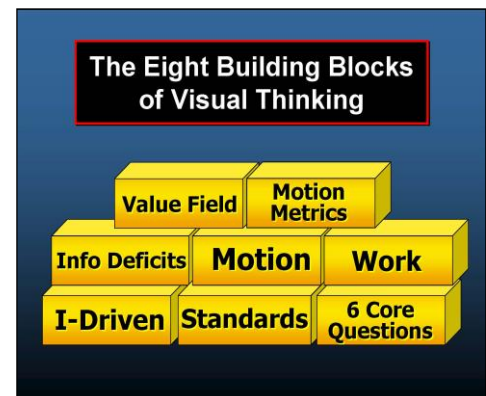 The Eight Building Blocks
of Visual Thinking
Value Field
Motion
Metrics
Info Deficits
Motion
Work
I-Driven
Standards
6 Core
Questions